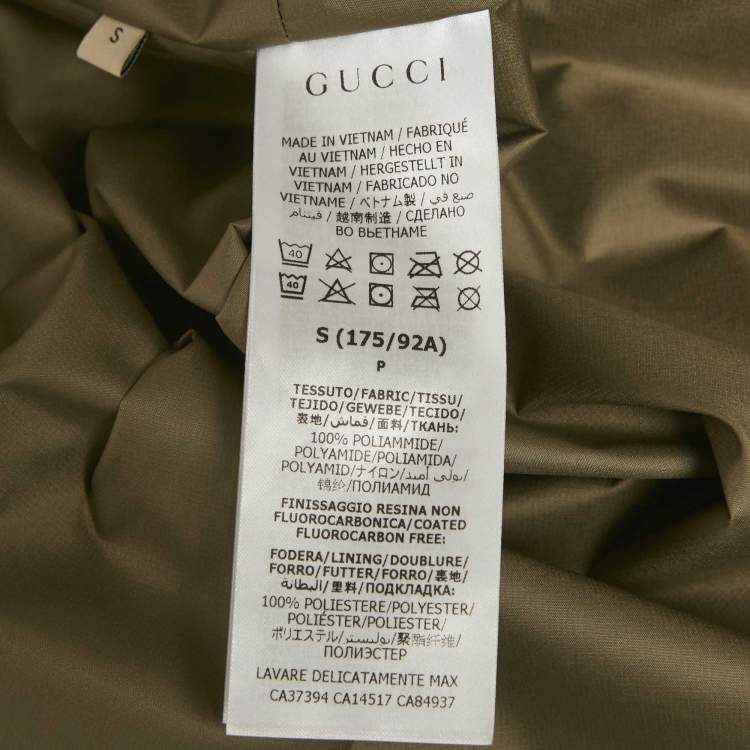 S
GUCCI
MADE IN VIETNAM / FABRIQUÉ
AU VIETNAM / HECHO EN
VIETNAM / HERGESTELLT IN
VIETNAM / FABRICADO NO
VIETNAME / ベトナム製 / صنع في
فيتنام / 越南制造 / СДЕЛАНО
ВО ВЬЕТНАМЕ
40
40
S (175/92A)
P
TESSUTO/FABRIC/TISSU/
TEJIDO/GEWEBE/TECIDO/
表地/قماش/面料/ТКАНЬ:
100% POLIAMMIDE/
POLYAMIDE/POLIAMIDA/
POLYAMID/ナイロン/بولي أميد/
锦纶/ПОЛИАМИД
FINISSAGGIO RESINA NON
FLUOROCARBONICA/COATED
FLUOROCARBON FREE:
FODERA/LINING/DOUBLURE/
FORRO/FUTTER/FORRO/裏地/
البطانة/里料/ПОДКЛАДКА:
100% POLIESTERE/POLYESTER/
POLIÉSTER/POLYESTER/
ポリエステル/بوليستر/聚酯纤维/
ПОЛИЭСТЕР
LAVARE DELICATAMENTE MAX
CA37394 CA14517 CA84937